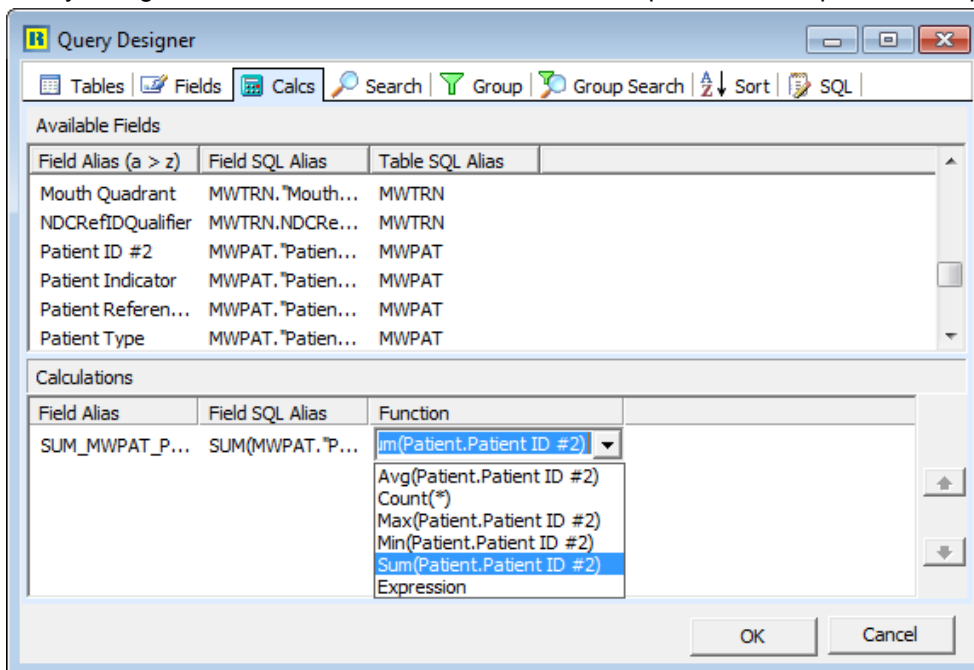 Query Designer
Tables Fields Calcs Search Group Group Search Sort SQL
Available Fields
Field Alias (a > z) Field SQL Alias Table SQL Alias
Mouth Quadrant MWTRN."Mouth... MWTRN
NDCRefIDQualifier MWTRN.NDCRe... MWTRN
Patient ID #2 MWPAT."Patien... MWPAT
Patient Indicator MWPAT."Patien... MWPAT
Patient Referen... MWPAT."Patien... MWPAT
Patient Type MWPAT."Patien... MWPAT
Calculations
Field Alias Field SQL Alias Function
SUM_MWPAT_P... SUM(MWPAT."P... um(Patient.Patient ID #2)
Avg(Patient.Patient ID #2)
Count(*)
Max(Patient.Patient ID #2)
Min(Patient.Patient ID #2)
Sum(Patient.Patient ID #2)
Expression
OK Cancel